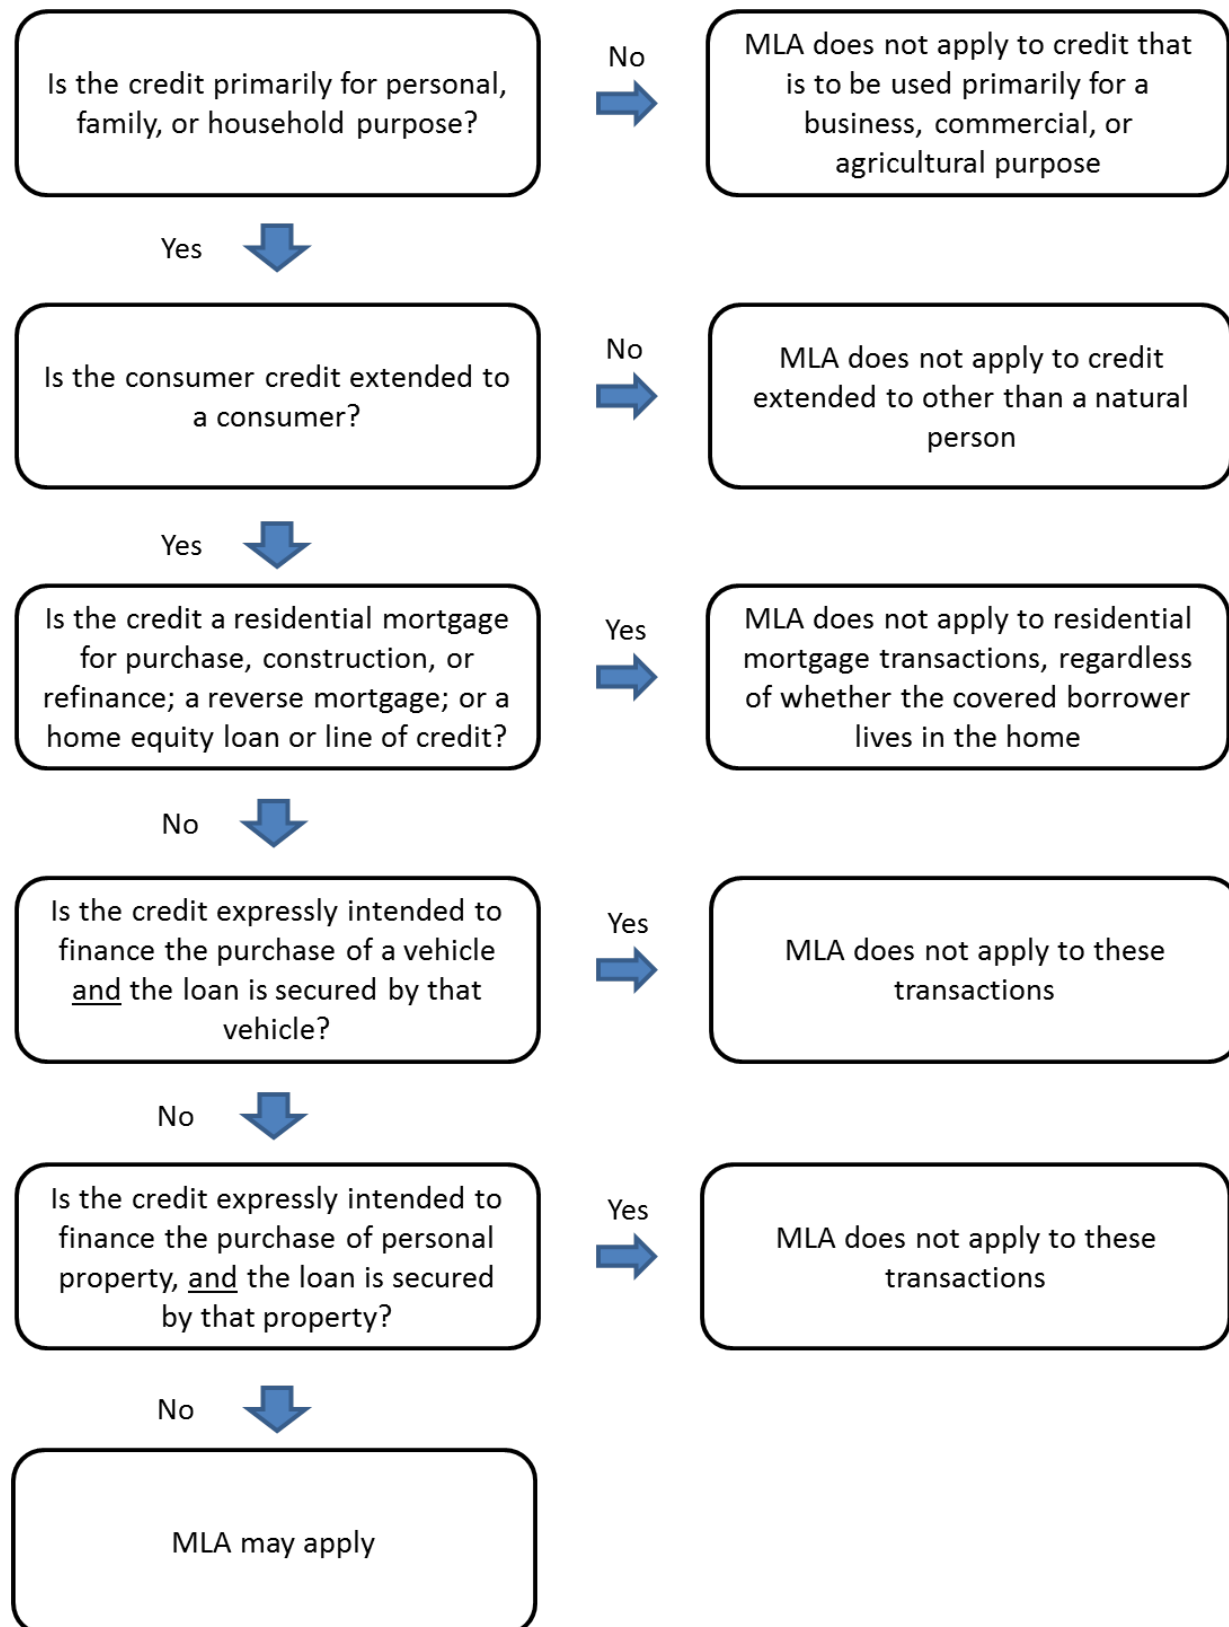 Is the credit primarily for personal,
family, or household purpose?
No
MLA does not apply to credit that
is to be used primarily for a
business, commercial, or
agricultural purpose
Yes
Is the consumer credit extended to
a consumer?
No
MLA does not apply to credit
extended to other than a natural
person
Yes
Is the credit a residential mortgage
for purchase, construction, or
refinance; a reverse mortgage; or a
home equity loan or line of credit?
Yes
MLA does not apply to residential
mortgage transactions, regardless
of whether the covered borrower
lives in the home
No
Is the credit expressly intended to
finance the purchase of a vehicle
and the loan is secured by that
vehicle?
Yes
MLA does not apply to these
transactions
No
Is the credit expressly intended to
finance the purchase of personal
property, and the loan is secured
by that property?
Yes
MLA does not apply to these
transactions
No
MLA may apply